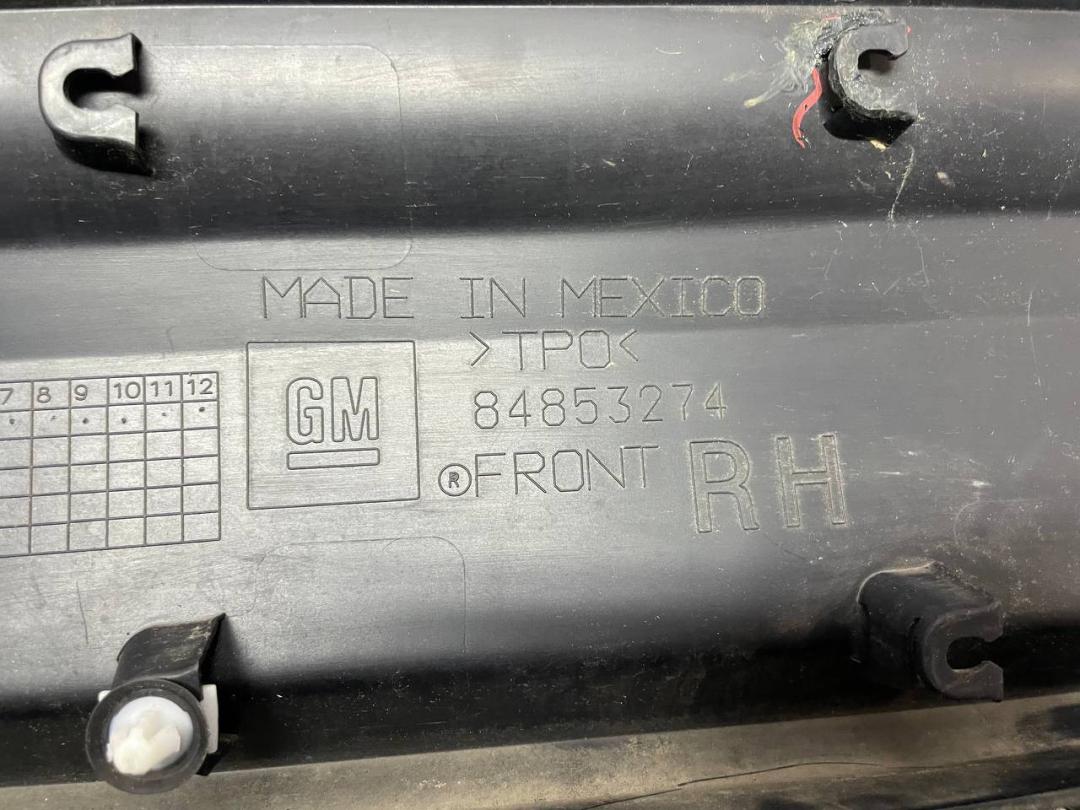 MADE IN MEXICO
>TPO<
7 8 9 10 11 12
GM
84853274
®FRONT RH